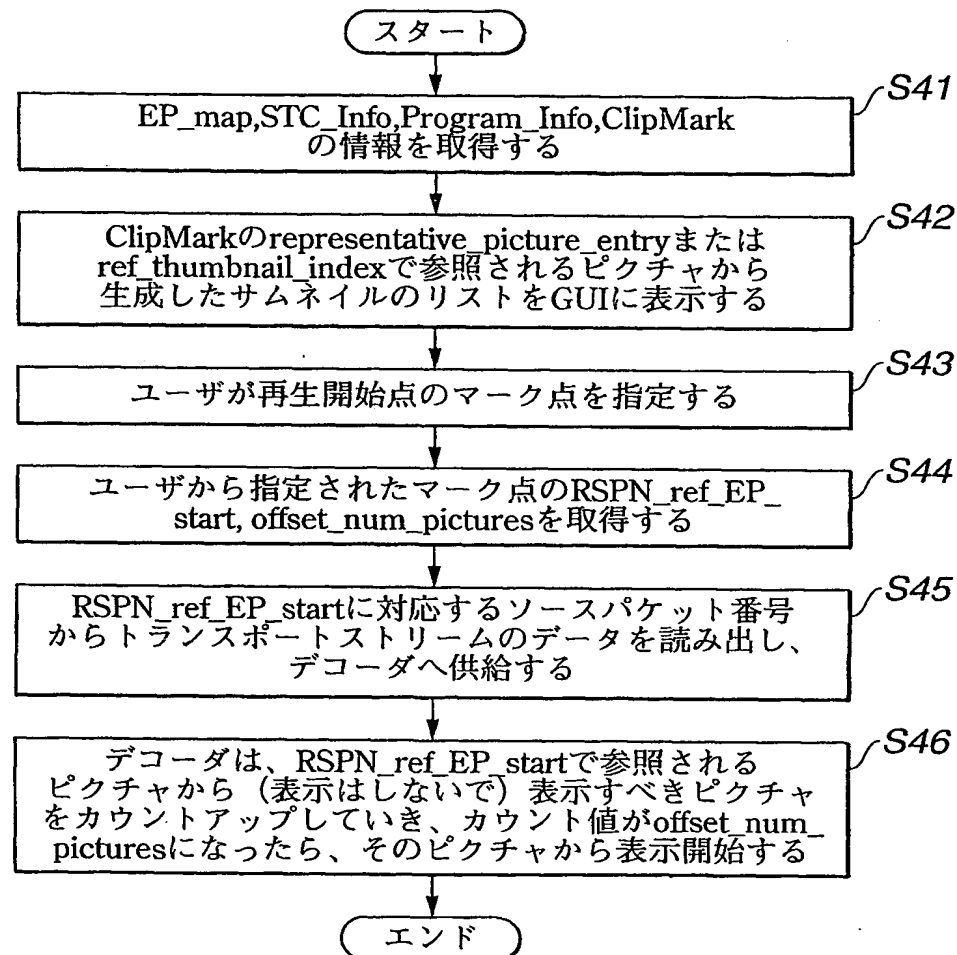 スタート
S41
EP_map,STC_Info,Program_Info,ClipMark
の情報を取得する
S42
ClipMarkのrepresentative_picture_entryまたは
ref_thumbnail_indexで参照されるピクチャから
生成したサムネイルのリストをGUIに表示する
S43
ユーザが再生開始点のマーク点を指定する
S44
ユーザから指定されたマーク点のRSPN_ref_EP_
start, offset_num_picturesを取得する
S45
RSPN_ref_EP_startに対応するソースパケット番号
からトランスポートストリームのデータを読み出し、
デコーダへ供給する
S46
デコーダは、RSPN_ref_EP_startで参照される
ピクチャから（表示はしないで）表示すべきピクチャ
をカウントアップしていき、カウント値がoffset_num_
picturesになったら、そのピクチャから表示開始する
エンド